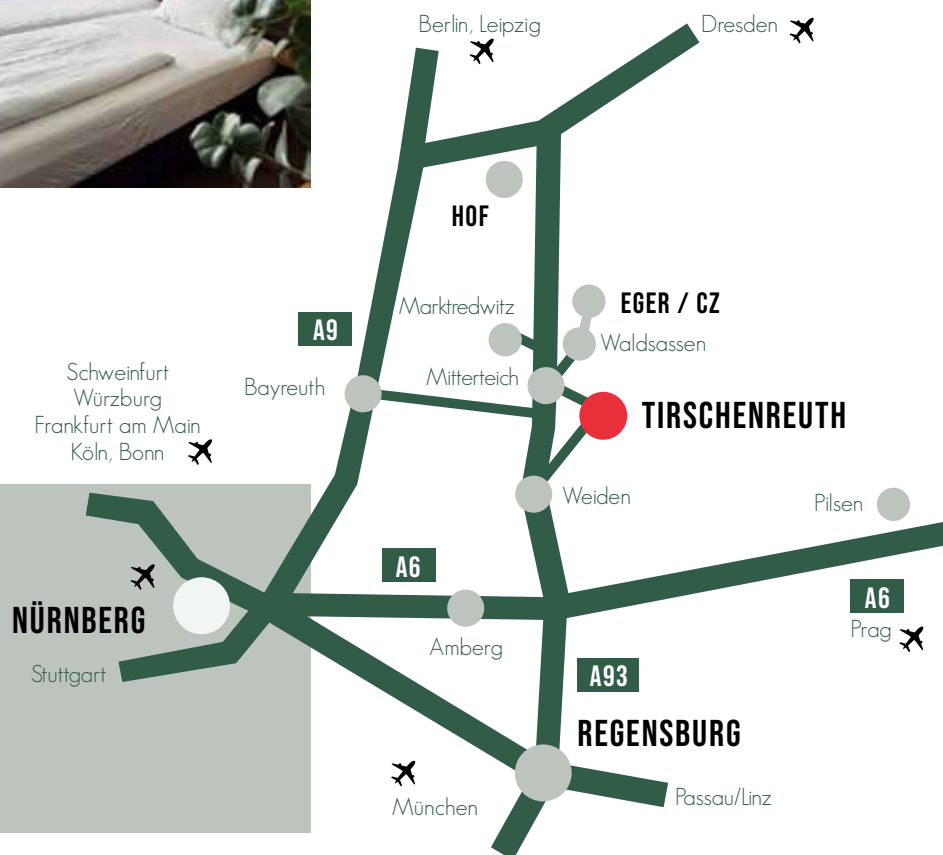 Berlin, Leipzig
Dresden
HOF
EGER / CZ
Marktredwitz
A9
Waldsassen
Schweinfurt
Würzburg
Frankfurt am Main
Köln, Bonn
Bayreuth
Mitterteich
TIRSCHENREUTH
Weiden
Pilsen
A6
A6
NÜRNBERG
Prag
Amberg
Stuttgart
A93
REGENSBURG
München
Passau/Linz